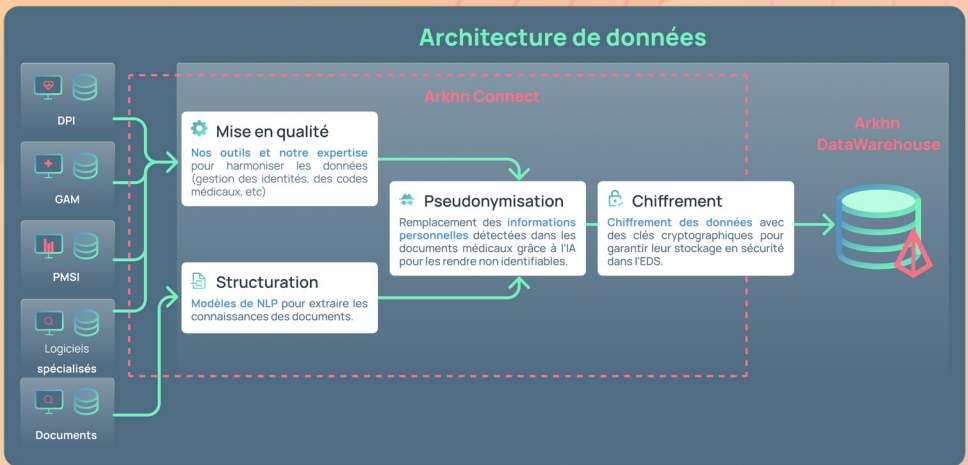 Architecture de données
DPI
GAM
PMSI
Logiciels
spécialisés
Documents
Arkhn Connect
Mise en qualité
Nos outils et notre expertise
pour harmoniser les données
(gestion des identités, des codes
médicaux, etc)
Structuration
Modèles de NLP pour extraire les
connaissances des documents.
Pseudonymisation
Remplacement des informations
personnelles détectées dans les
documents médicaux grâce à l'IA
pour les rendre non identifiables.
Chiffrement
Chiffrement des données avec
des clés cryptographiques pour
garantir leur stockage en sécurité
dans l'EDS.
Arkhn
DataWarehouse